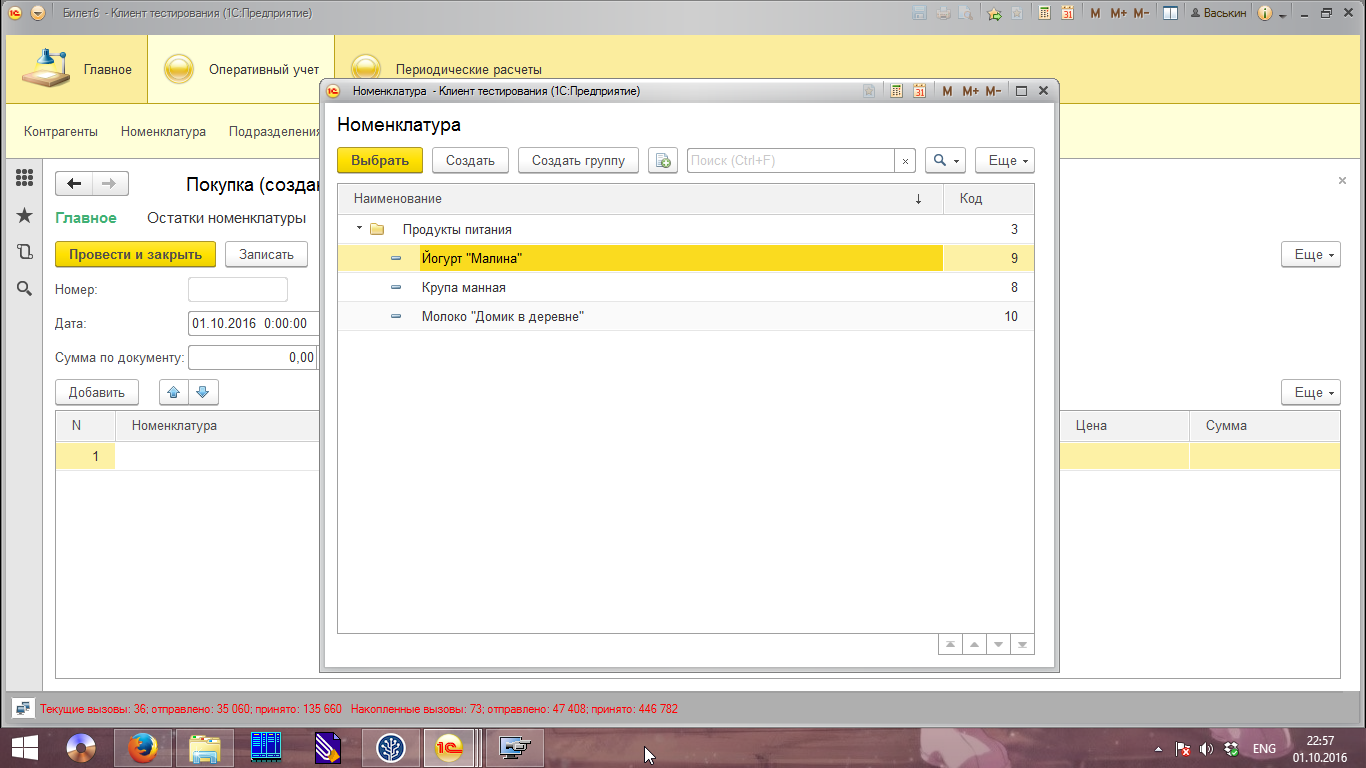 Билет6 - Клиент тестирования (1С:Предприятие)
M M+ M- Васькин
Главное
Оперативный учет
Периодические расчеты
Контрагенты Номенклатура Подразделения
Номенклатура - Клиент тестирования (1С:Предприятие)
M M+ M-
Номенклатура
Выбрать Создать Создать группу Поиск (Ctrl+F) × Еще
Наименование ↓ Код
Продукты питания 3
Йогурт "Малина" 9
Крупа манная 8
Молоко "Домик в деревне" 10
Покупка (создан
Главное Остатки номенклатуры
Провести и закрыть Записать Еще
Номер:
Дата: 01.10.2016 0:00:00
Сумма по документу: 0,00
Добавить Еще
N Номенклатура Цена Сумма
1
Текущие вызовы: 36; отправлено: 35 060; принято: 135 660 Накопленные вызовы: 73; отправлено: 47 408; принято: 446 782
ENG
22:57
01.10.2016